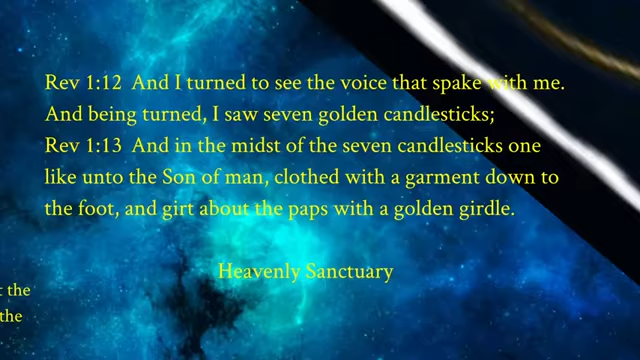 Rev 1:12  And I turned to see the voice that spake with me.
And being turned, I saw seven golden candlesticks;
Rev 1:13  And in the midst of the seven candlesticks one
like unto the Son of man, clothed with a garment down to
the foot, and girt about the paps with a golden girdle.
Heavenly Sanctuary
the
the